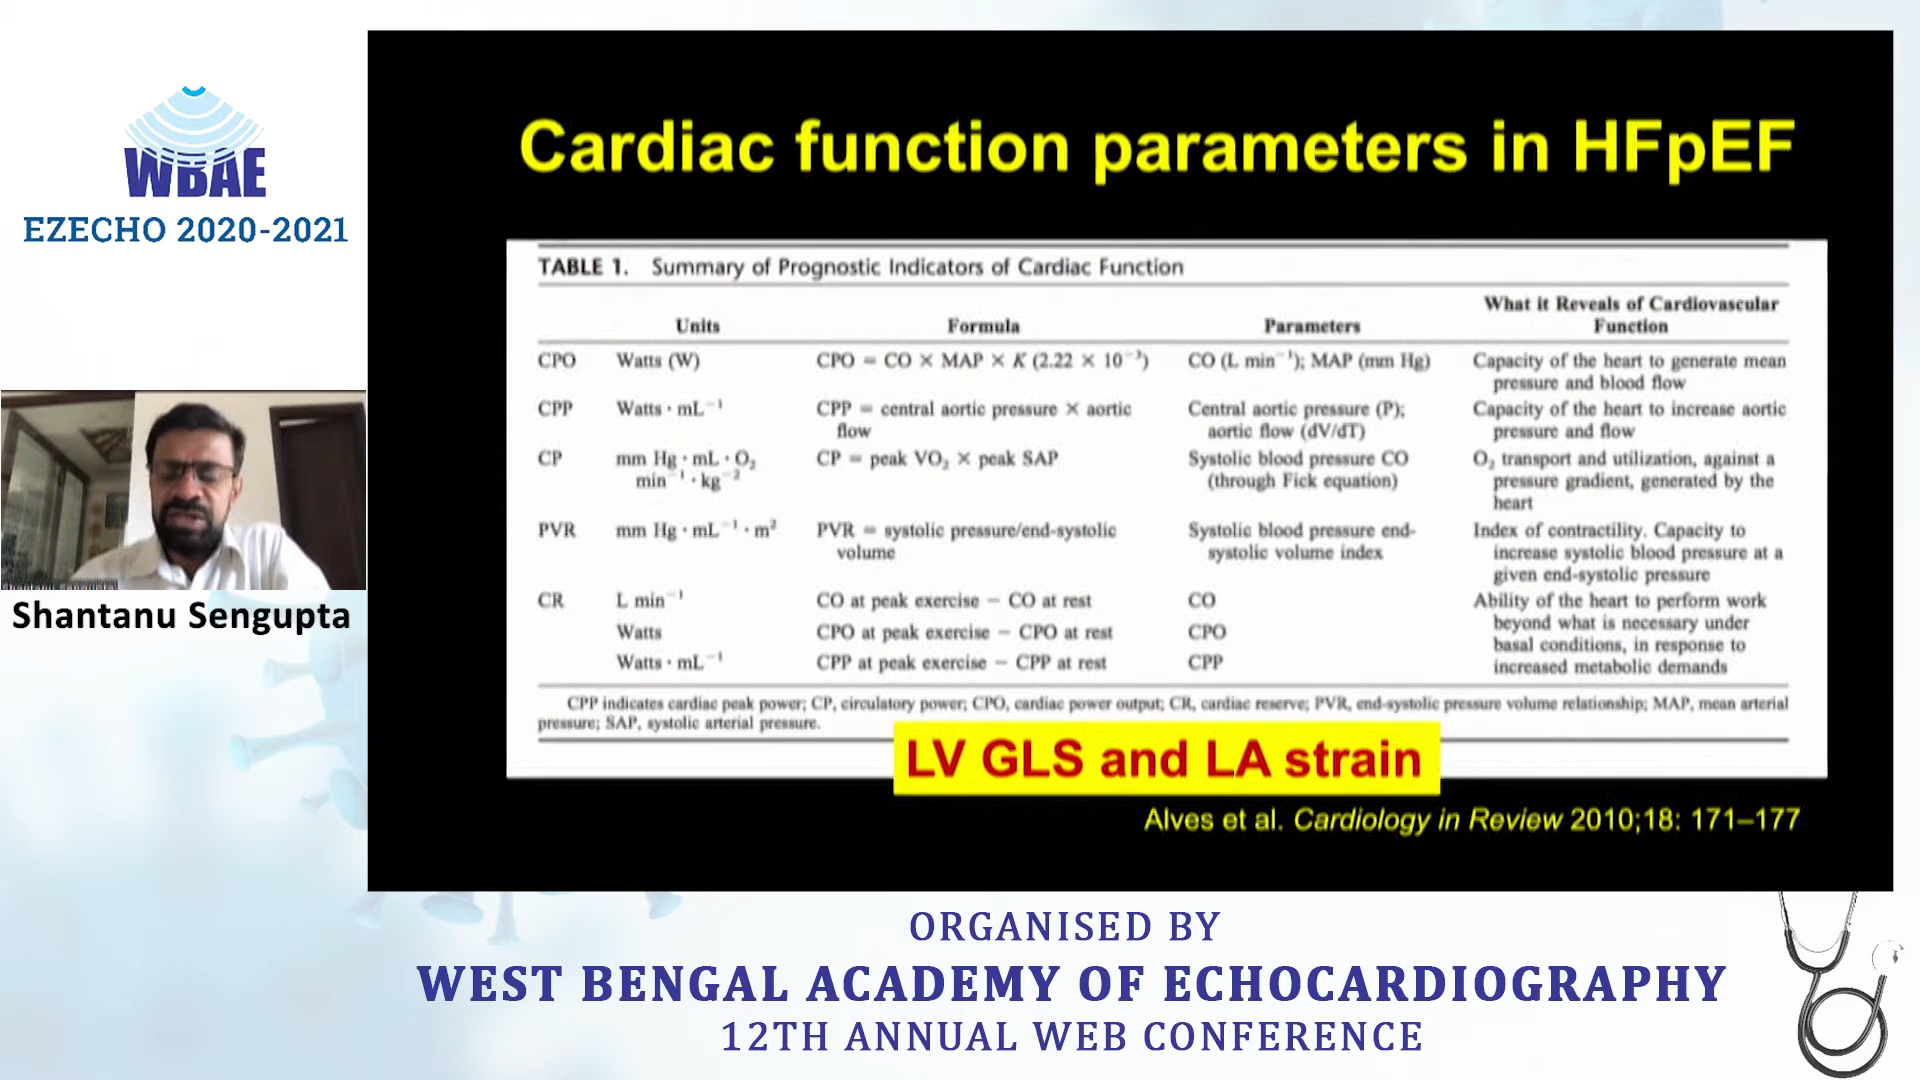 WBAE
EZECHO 2020-2021
Shantanu Sengupta
Cardiac function parameters in HFpEF
TABLE 1. Summary of Prognostic Indicators of Cardiac Function
Units Formula Parameters What it Reveals of Cardiovascular Function
CPO Watts (W) CPO = CO × MAP × K (2.22 × 10⁻³) CO (L min⁻¹); MAP (mm Hg) Capacity of the heart to generate mean
pressure and blood flow
CPP Watts · mL⁻¹ CPP = central aortic pressure × aortic Central aortic pressure (P); Capacity of the heart to increase aortic
flow aortic flow (dV/dT) pressure and flow
CP mm Hg · mL · O₂ CP = peak VO₂ × peak SAP Systolic blood pressure CO O₂ transport and utilization, against a
min⁻¹ · kg⁻² (through Fick equation) pressure gradient, generated by the
heart
PVR mm Hg · mL⁻¹ · m² PVR = systolic pressure/end-systolic Systolic blood pressure end- Index of contractility. Capacity to
volume systolic volume index increase systolic blood pressure at a
given end-systolic pressure
CR L min⁻¹ CO at peak exercise − CO at rest CO Ability of the heart to perform work
Watts CPO at peak exercise − CPO at rest CPO beyond what is necessary under
basal conditions, in response to
Watts · mL⁻¹ CPP at peak exercise − CPP at rest CPP increased metabolic demands
CPP indicates cardiac peak power; CP, circulatory power; CPO, cardiac power output; CR, cardiac reserve; PVR, end-systolic pressure volume relationship; MAP, mean arterial
pressure; SAP, systolic arterial pressure.
LV GLS and LA strain
Alves et al. Cardiology in Review 2010;18: 171–177
ORGANISED BY
WEST BENGAL ACADEMY OF ECHOCARDIOGRAPHY
12TH ANNUAL WEB CONFERENCE